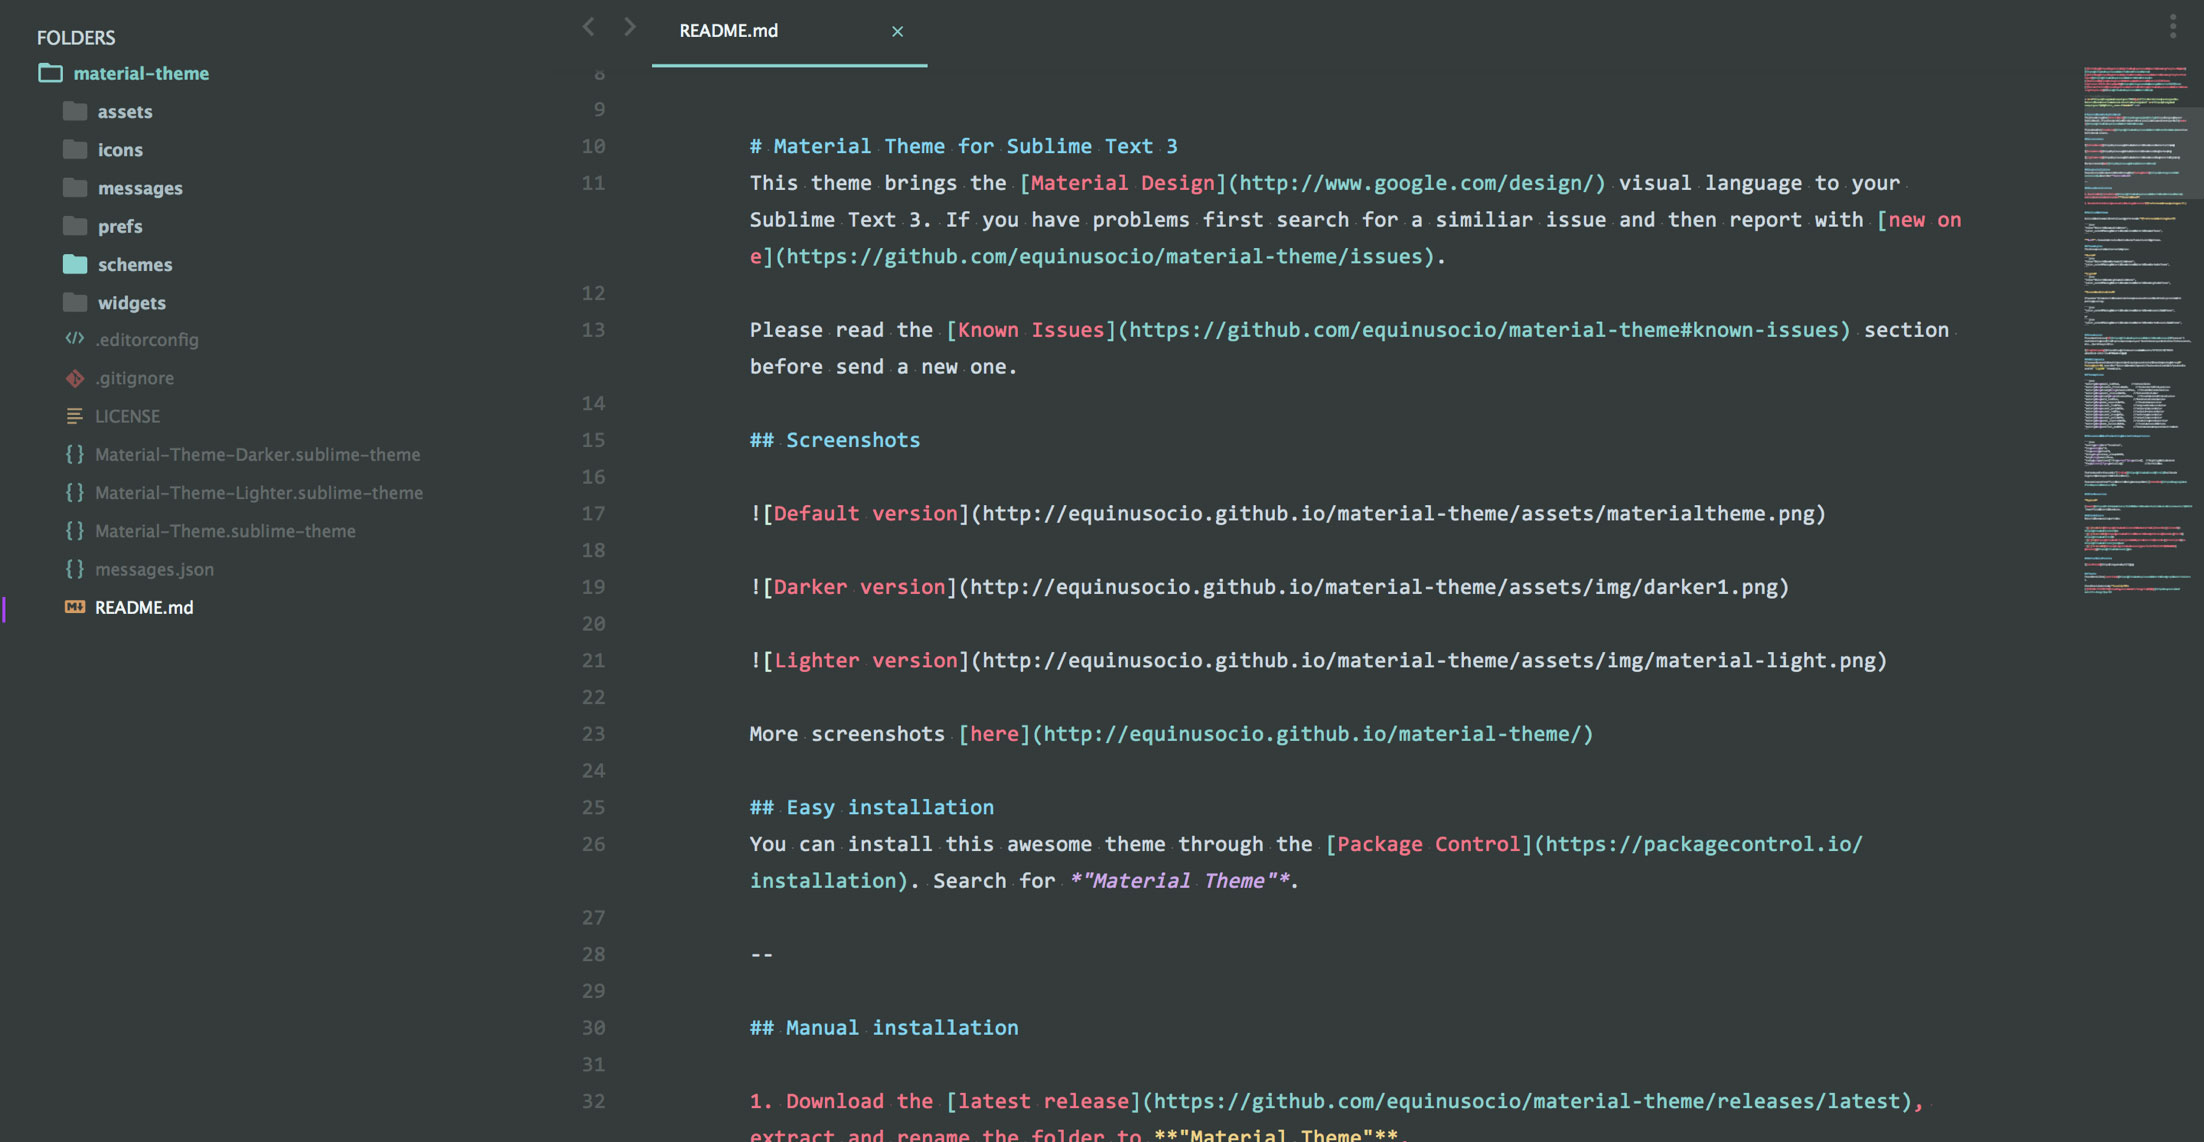 FOLDERS
material-theme
assets
icons
messages
prefs
schemes
widgets
.editorconfig
.gitignore
LICENSE
Material-Theme-Darker.sublime-theme
Material-Theme-Lighter.sublime-theme
Material-Theme.sublime-theme
messages.json
README.md
README.md
8
9
10 # Material Theme for Sublime Text 3
11 This theme brings the [Material Design](http://www.google.com/design/) visual language to your
Sublime Text 3. If you have problems first search for a similiar issue and then report with [new on
e](https://github.com/equinusocio/material-theme/issues).
12
13 Please read the [Known Issues](https://github.com/equinusocio/material-theme#known-issues) section
before send a new one.
14
15 ## Screenshots
16
17 ![Default version](http://equinusocio.github.io/material-theme/assets/materialtheme.png)
18
19 ![Darker version](http://equinusocio.github.io/material-theme/assets/img/darker1.png)
20
21 ![Lighter version](http://equinusocio.github.io/material-theme/assets/img/material-light.png)
22
23 More screenshots [here](http://equinusocio.github.io/material-theme/)
24
25 ## Easy installation
26 You can install this awesome theme through the [Package Control](https://packagecontrol.io/
installation). Search for *"Material Theme"*.
27
28 --
29
30 ## Manual installation
31
32 1. Download the [latest release](https://github.com/equinusocio/material-theme/releases/latest),
extract and rename the folder to **"Material Theme"**.